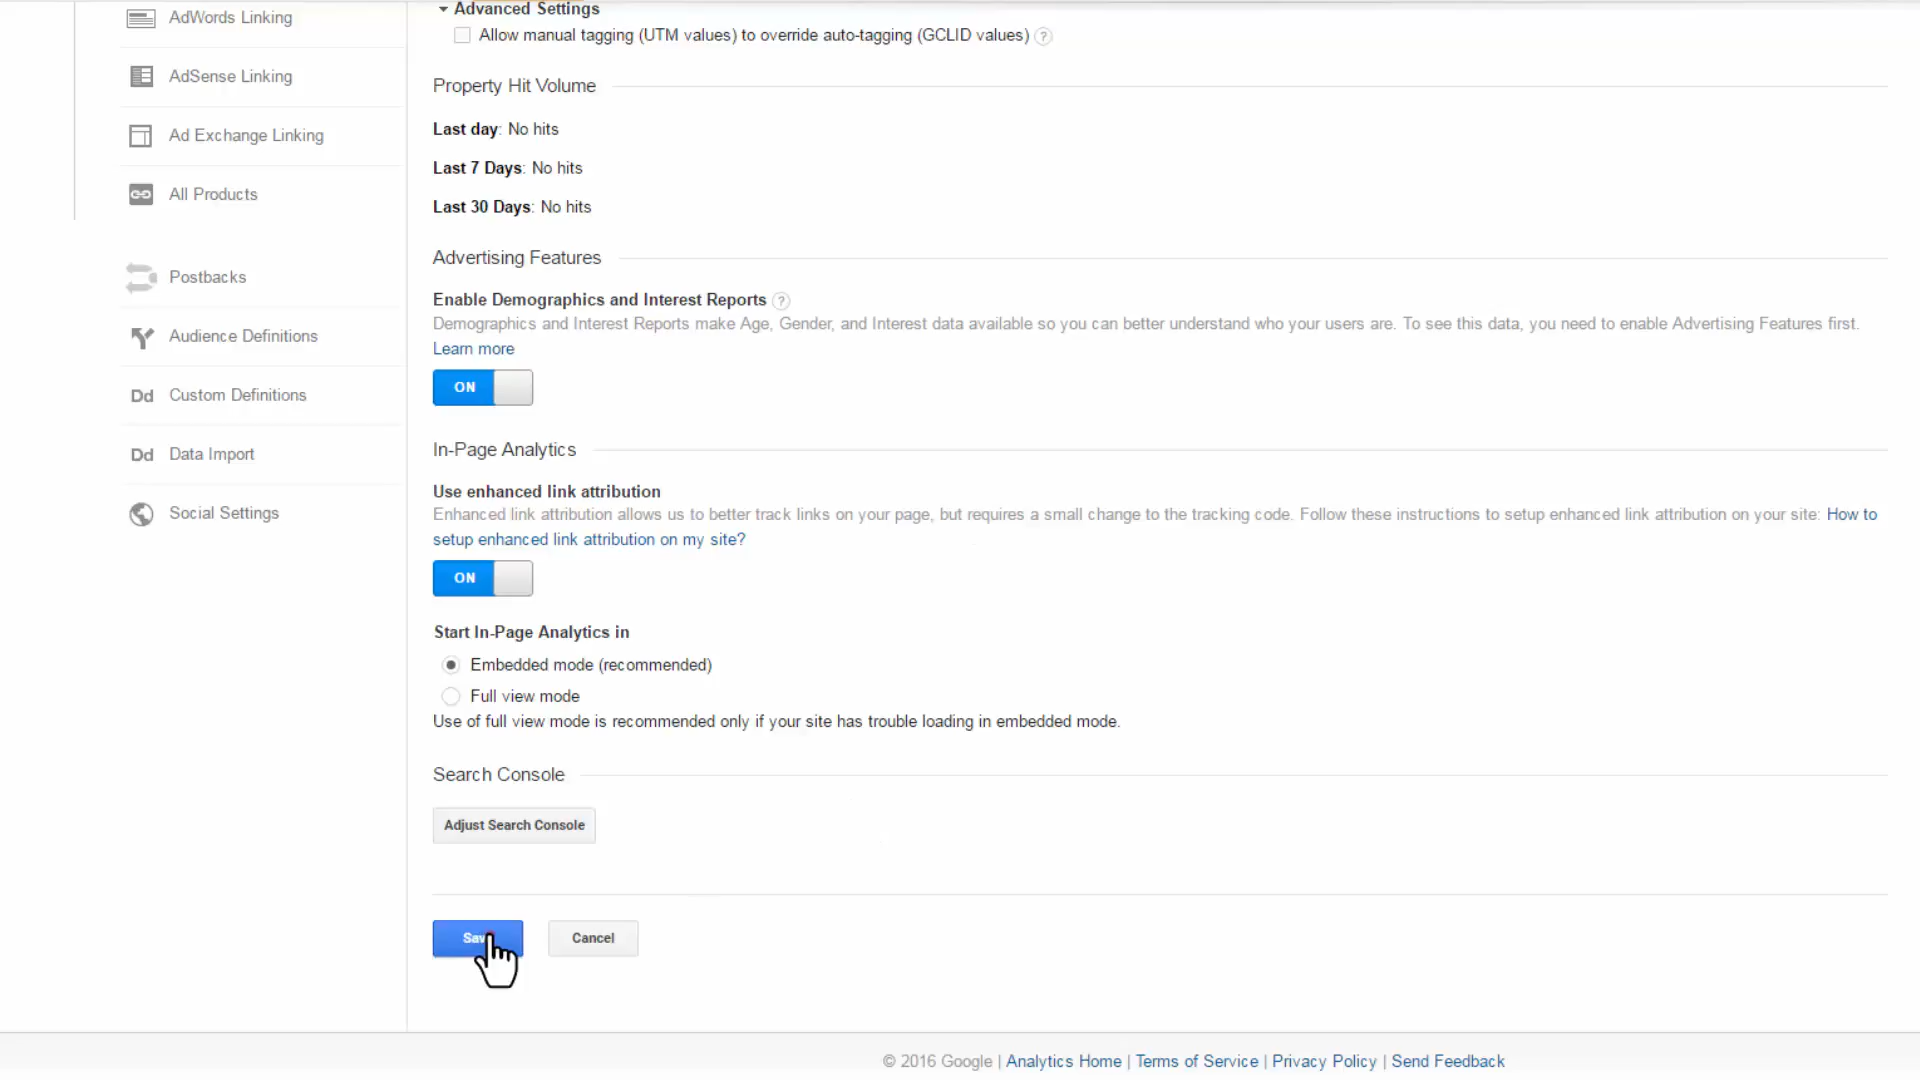 AdWords Linking
AdSense Linking
Ad Exchange Linking
All Products
Postbacks
Audience Definitions
Dd Custom Definitions
Dd Data Import
Social Settings
Advanced Settings
Allow manual tagging (UTM values) to override auto-tagging (GCLID values) ?
Property Hit Volume
Last day: No hits
Last 7 Days: No hits
Last 30 Days: No hits
Advertising Features
Enable Demographics and Interest Reports ?
Demographics and Interest Reports make Age, Gender, and Interest data available so you can better understand who your users are. To see this data, you need to enable Advertising Features first.
Learn more
ON
In-Page Analytics
Use enhanced link attribution
Enhanced link attribution allows us to better track links on your page, but requires a small change to the tracking code. Follow these instructions to setup enhanced link attribution on your site: How to
setup enhanced link attribution on my site?
ON
Start In-Page Analytics in
Embedded mode (recommended)
Full view mode
Use of full view mode is recommended only if your site has trouble loading in embedded mode.
Search Console
Adjust Search Console
Save Cancel
© 2016 Google | Analytics Home | Terms of Service | Privacy Policy | Send Feedback